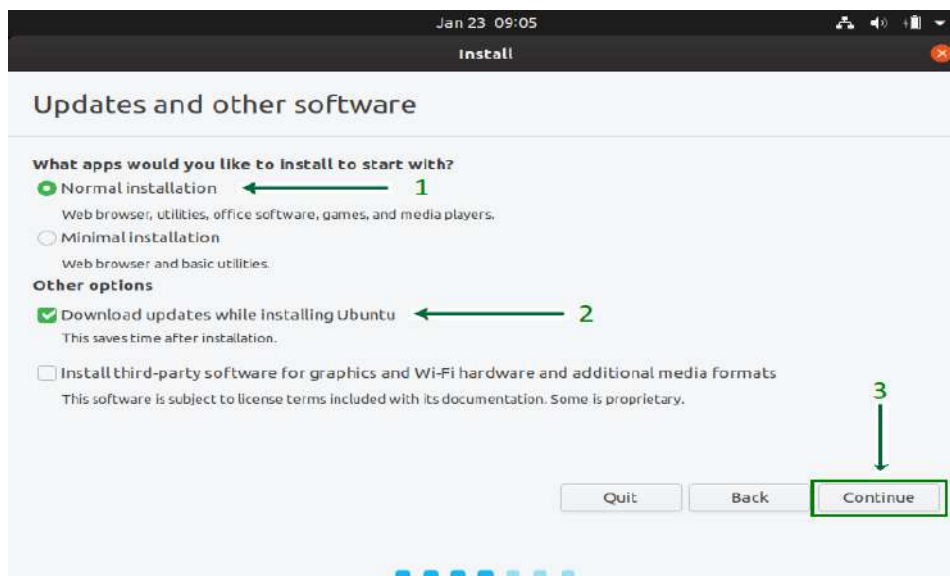 Jan 23 09:05
Install
Updates and other software
What apps would you like to install to start with?
Normal installation
1
Web browser, utilities, office software, games, and media players.
Minimal installation
Web browser and basic utilities.
Other options
Download updates while installing Ubuntu
2
This saves time after installation.
Install third-party software for graphics and Wi-Fi hardware and additional media formats
This software is subject to license terms included with its documentation. Some is proprietary.
3
Quit Back Continue